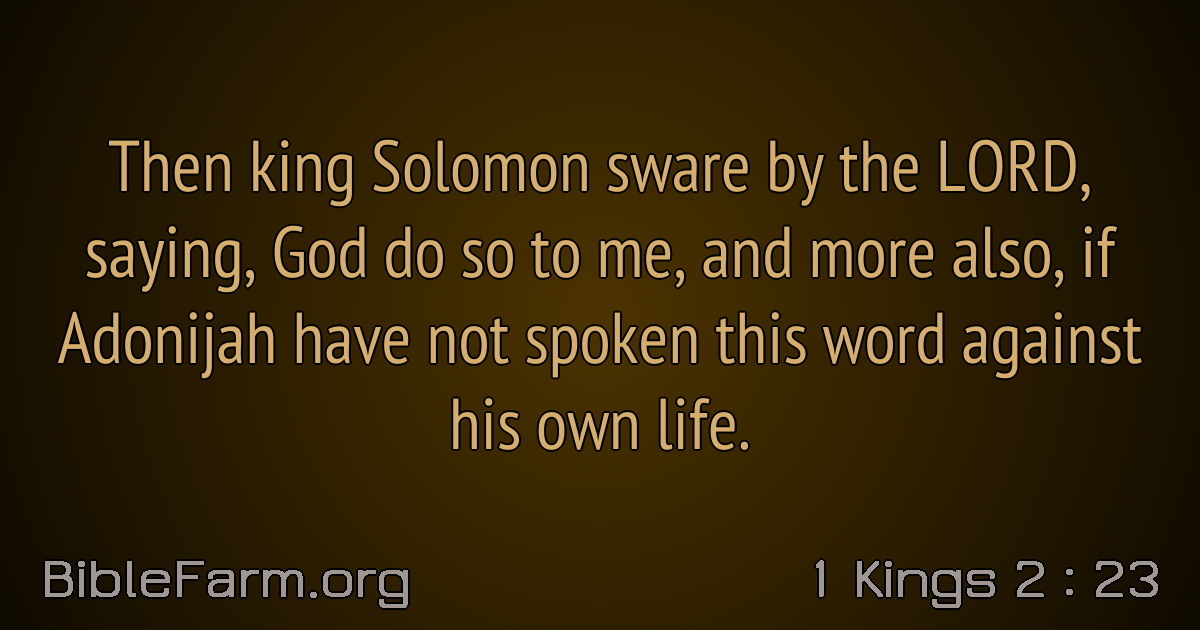 Then king Solomon sware by the LORD,
saying, God do so to me, and more also, if
Adonijah have not spoken this word against
his own life.
BibleFarm.org
1 Kings 2 : 23